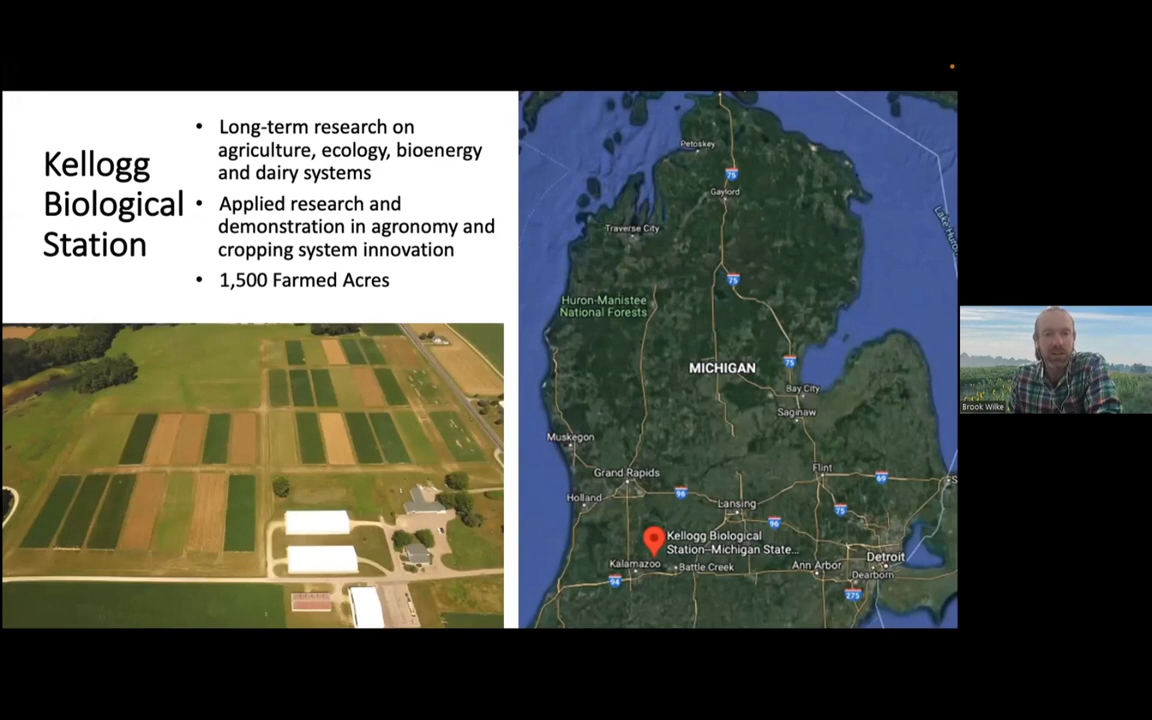 Kellogg
Biological
Station
• Long-term research on
agriculture, ecology, bioenergy
and dairy systems
• Applied research and
demonstration in agronomy and
cropping system innovation
• 1,500 Farmed Acres
Petoskey
75
Gaylord
Traverse City
75
Huron-Manistee
National Forests
MICHIGAN
75
Bay City
Saginaw
Muskegon
Grand Rapids
Flint
69
96
Holland
Lansing
75
96
Kellogg Biological
Station–Michigan State...
Kalamazoo
Battle Creek
Ann Arbor
Detroit
Dearborn
94
275
Brook Wilke